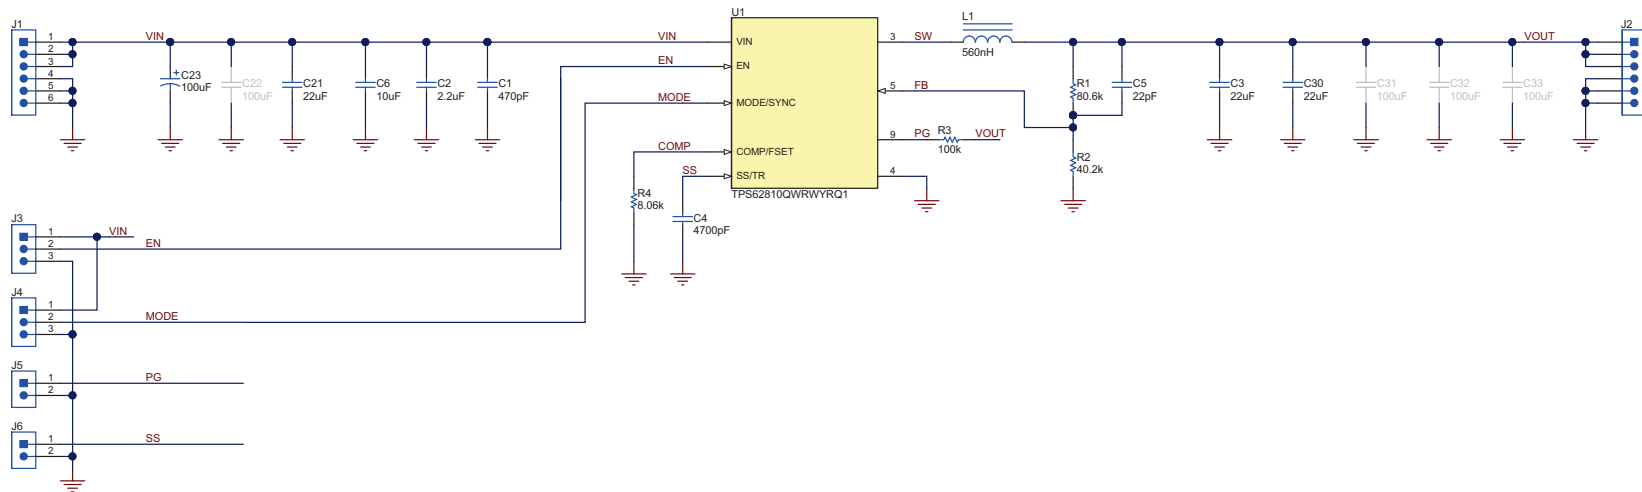 J1
1
2
3
4
5
6
VIN
C23
100uF
C22
100uF
C21
22uF
C6
10uF
C2
2.2uF
C1
470pF
VIN
EN
MODE
COMP
SS
R4
8.06k
C4
4700pF
U1
VIN
EN
MODE/SYNC
COMP/FSET
SS/TR
TPS62810QWRWYRQ1
3
5
9
4
SW
FB
PG
L1
560nH
R3
100k
VOUT
R1
80.6k
C5
22pF
R2
40.2k
C3
22uF
C30
22uF
C31
100uF
C32
100uF
C33
100uF
VOUT
J2
J3
1
2
3
VIN
EN
J4
1
2
3
MODE
J5
1
2
PG
J6
1
2
SS